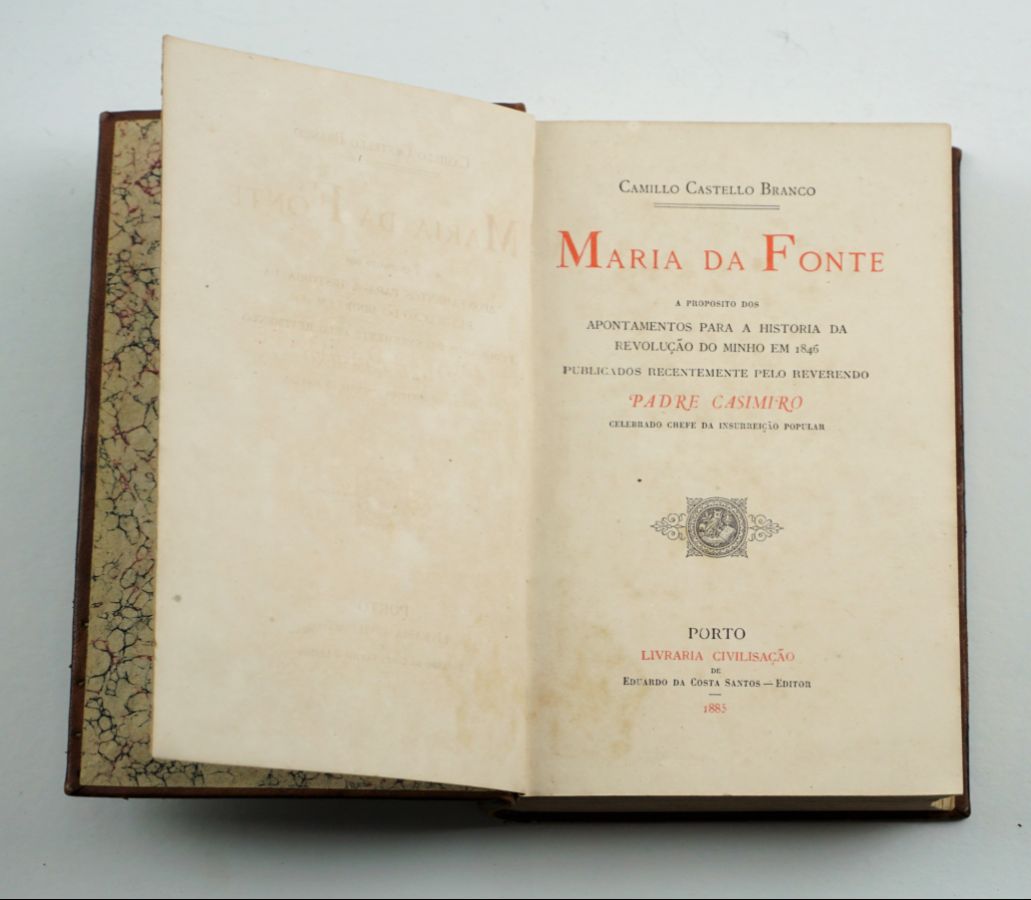 CAMILLO CASTELLO BRANCO
MARIA DA FONTE
A PROPOSITO DOS
APONTAMENTOS PARA A HISTORIA DA
REVOLUÇÃO DO MINHO EM 1846
PUBLICADOS RECENTEMENTE PELO REVERENDO
PADRE CASIMIRO
CELEBRADO CHEFE DA INSURREIÇÃO POPULAR
PORTO
LIVRARIA CIVILISAÇÃO
DE
EDUARDO DA COSTA SANTOS — EDITOR
1885